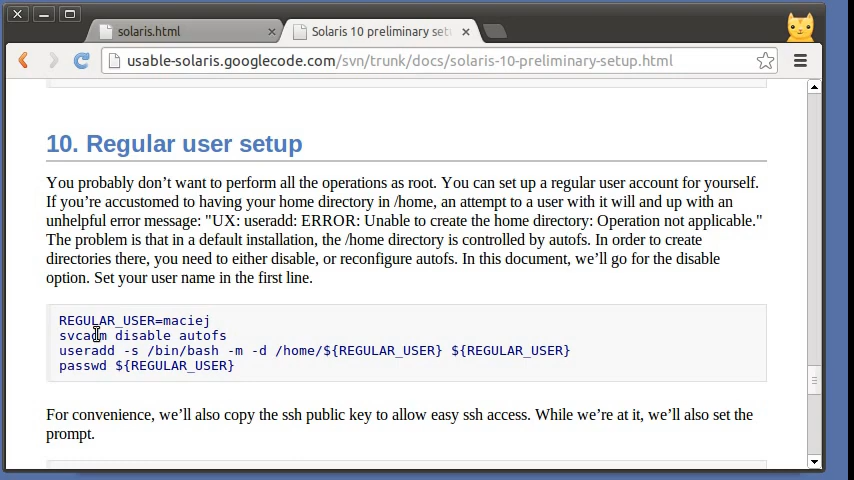 solaris.html
Solaris 10 preliminary setu
usable-solaris.googlecode.com/svn/trunk/docs/solaris-10-preliminary-setup.html
10. Regular user setup
You probably don’t want to perform all the operations as root. You can set up a regular user account for yourself.
If you’re accustomed to having your home directory in /home, an attempt to a user with it will end up with an
unhelpful error message: "UX: useradd: ERROR: Unable to create the home directory: Operation not applicable."
The problem is that in a default installation, the /home directory is controlled by autofs. In order to create
directories there, you need to either disable, or reconfigure autofs. In this document, we’ll go for the disable
option. Set your user name in the first line.
REGULAR_USER=maciej
svcadm disable autofs
useradd -s /bin/bash -m -d /home/${REGULAR_USER} ${REGULAR_USER}
passwd ${REGULAR_USER}
For convenience, we’ll also copy the ssh public key to allow easy ssh access. While we’re at it, we’ll also set the
prompt.